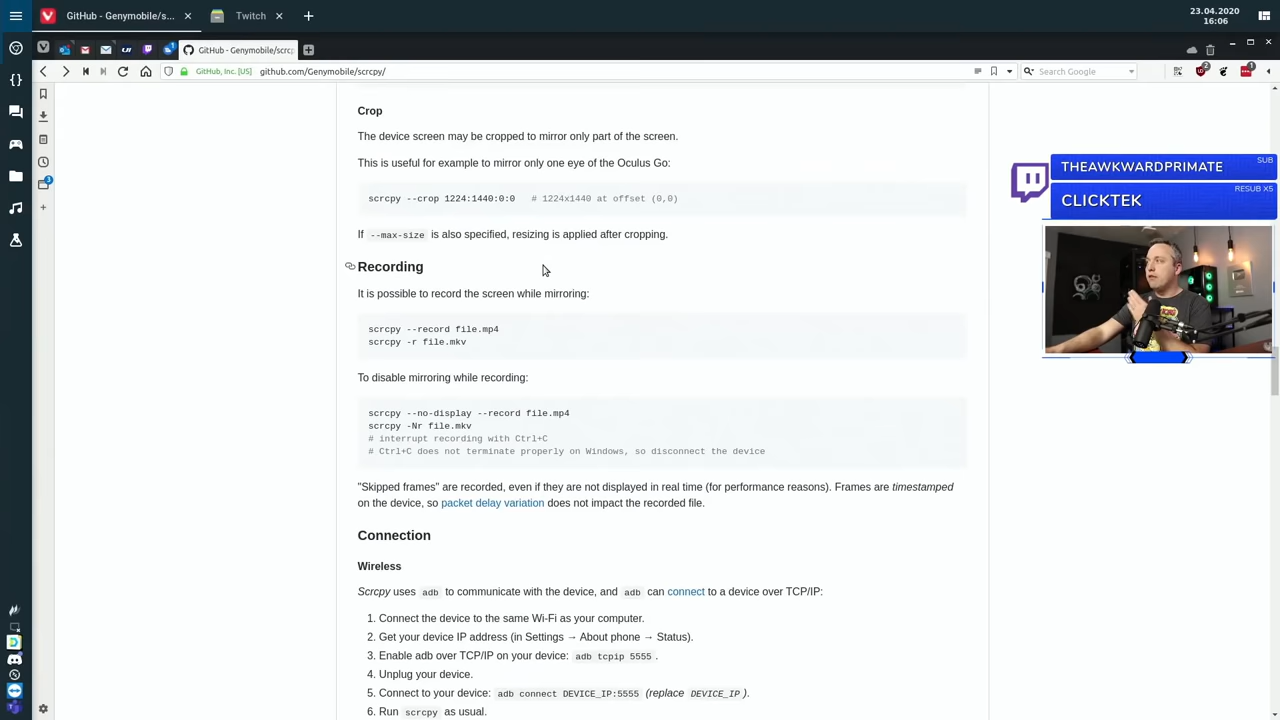 GitHub - Genymobile/s...
Twitch
23.04.2020
16:06
GitHub - Genymobile/scrcp
GitHub, Inc. [US]
github.com/Genymobile/scrcpy/
Search Google
2
1
1
3
Crop
The device screen may be cropped to mirror only part of the screen.
This is useful for example to mirror only one eye of the Oculus Go:
scrcpy --crop 1224:1440:0:0   # 1224x1440 at offset (0,0)
If --max-size is also specified, resizing is applied after cropping.
Recording
It is possible to record the screen while mirroring:
scrcpy --record file.mp4
scrcpy -r file.mkv
To disable mirroring while recording:
scrcpy --no-display --record file.mp4
scrcpy -Nr file.mkv
# interrupt recording with Ctrl+C
# Ctrl+C does not terminate properly on Windows, so disconnect the device
"Skipped frames" are recorded, even if they are not displayed in real time (for performance reasons). Frames are timestamped
on the device, so packet delay variation does not impact the recorded file.
Connection
Wireless
Scrcpy uses adb to communicate with the device, and adb can connect to a device over TCP/IP:
1. Connect the device to the same Wi-Fi as your computer.
2. Get your device IP address (in Settings → About phone → Status).
3. Enable adb over TCP/IP on your device: adb tcpip 5555 .
4. Unplug your device.
5. Connect to your device: adb connect DEVICE_IP:5555 (replace DEVICE_IP ).
6. Run scrcpy as usual.
THEAWKWARDPRIMATE
SUB
CLICKTEK
RESUB X5